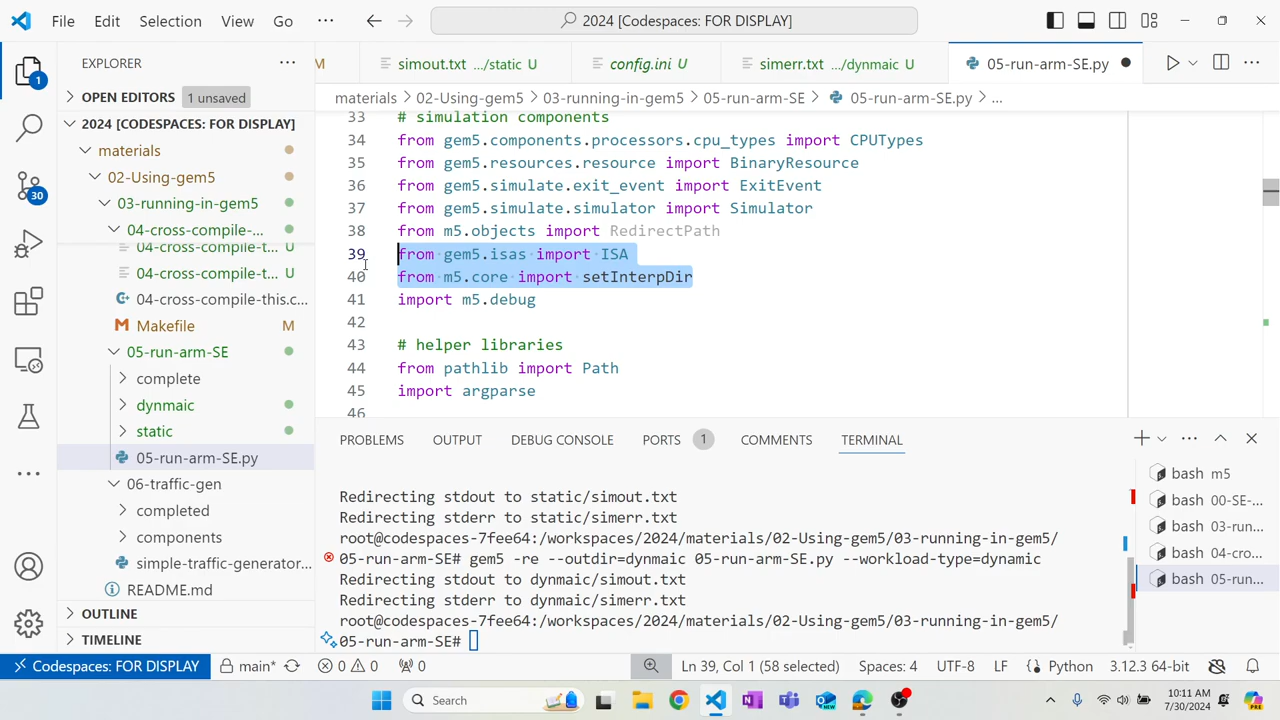 File Edit Selection View Go ··· 2024 [Codespaces: FOR DISPLAY]
EXPLORER ···
M simout.txt .../static U config.ini U simerr.txt .../dynmaic U 05-run-arm-SE.py ● ···
OPEN EDITORS 1 unsaved
materials > 02-Using-gem5 > 03-running-in-gem5 > 05-run-arm-SE > 05-run-arm-SE.py > ...
2024 [CODESPACES: FOR DISPLAY]
materials
02-Using-gem5
03-running-in-gem5
04-cross-compile-...
04-cross-compile-t... U
04-cross-compile-t... U
04-cross-compile-this.c...
Makefile M
05-run-arm-SE
complete
dynmaic
static
05-run-arm-SE.py
06-traffic-gen
completed
components
simple-traffic-generator...
README.md
OUTLINE
TIMELINE
1
30
33 # simulation components
34 from gem5.components.processors.cpu_types import CPUTypes
35 from gem5.resources.resource import BinaryResource
36 from gem5.simulate.exit_event import ExitEvent
37 from gem5.simulate.simulator import Simulator
38 from m5.objects import RedirectPath
39 from gem5.isas import ISA
40 from m5.core import setInterpDir
41 import m5.debug
42
43 # helper libraries
44 from pathlib import Path
45 import argparse
46
PROBLEMS OUTPUT DEBUG CONSOLE PORTS 1 COMMENTS TERMINAL ···
Redirecting stdout to static/simout.txt
Redirecting stderr to static/simerr.txt
root@codespaces-7fee64:/workspaces/2024/materials/02-Using-gem5/03-running-in-gem5/
05-run-arm-SE# gem5 -re --outdir=dynmaic 05-run-arm-SE.py --workload-type=dynamic
Redirecting stdout to dynmaic/simout.txt
Redirecting stderr to dynmaic/simerr.txt
root@codespaces-7fee64:/workspaces/2024/materials/02-Using-gem5/03-running-in-gem5/
05-run-arm-SE#
bash m5
bash 00-SE-...
bash 03-run...
bash 04-cro...
bash 05-run...
Codespaces: FOR DISPLAY main* 0 0 0 Ln 39, Col 1 (58 selected) Spaces: 4 UTF-8 LF Python 3.12.3 64-bit
Search
10:11 AM
7/30/2024